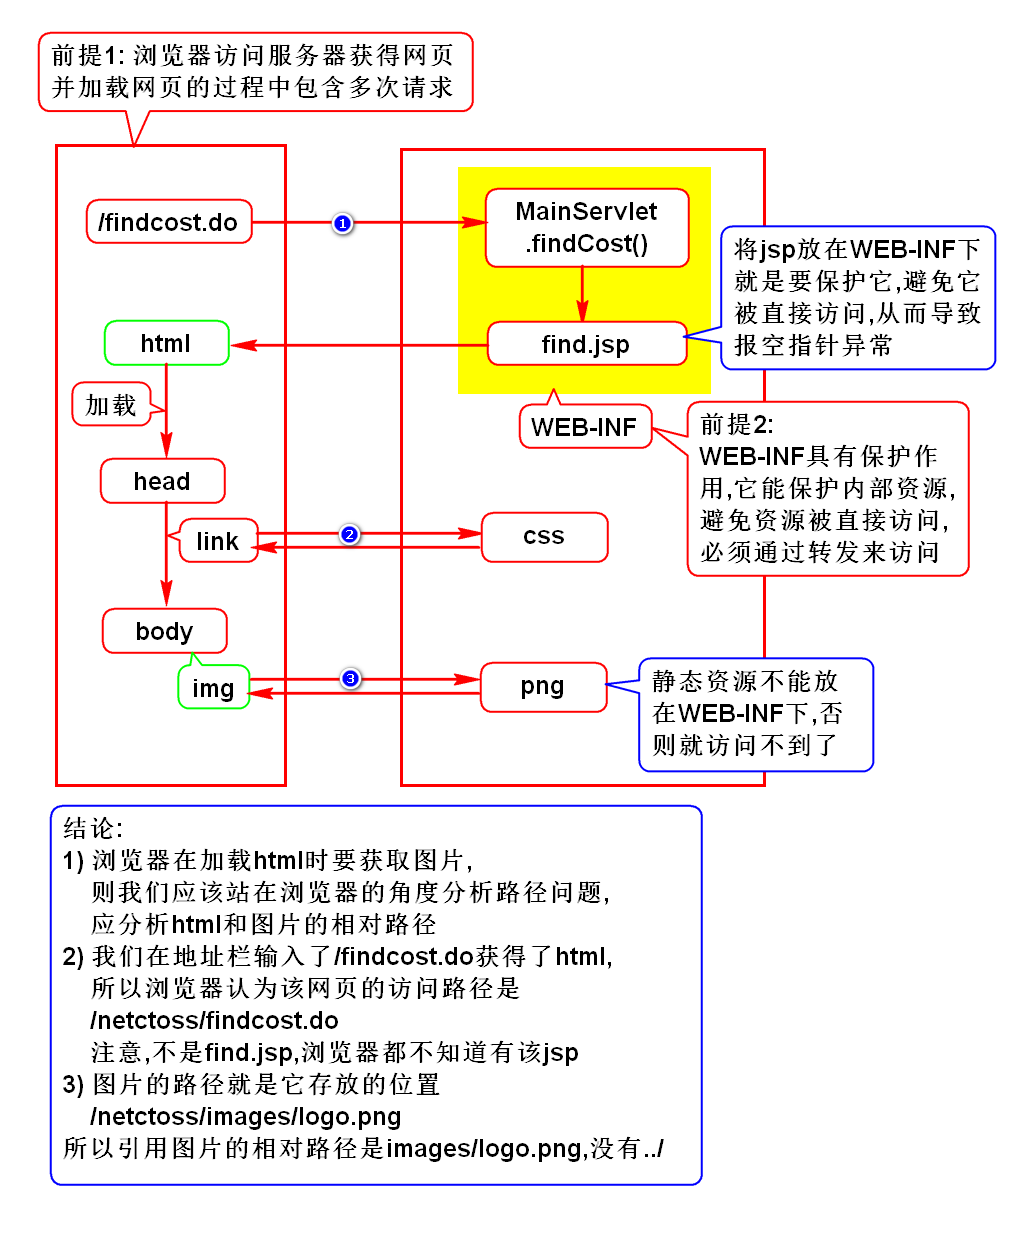 前提1: 浏览器访问服务器获得网页
并加载网页的过程中包含多次请求
/findcost.do
1
MainServlet
.findCost()
将jsp放在WEB-INF下
就是要保护它,避免它
被直接访问,从而导致
报空指针异常
html
find.jsp
加载
WEB-INF
前提2:
WEB-INF具有保护作
用,它能保护内部资源,
避免资源被直接访问,
必须通过转发来访问
head
link
2
css
body
img
3
png
静态资源不能放
在WEB-INF下,否
则就访问不到了
结论:
1) 浏览器在加载html时要获取图片,
则我们应该站在浏览器的角度分析路径问题,
应分析html和图片的相对路径
2) 我们在地址栏输入了/findcost.do获得了html,
所以浏览器认为该网页的访问路径是
/netctoss/findcost.do
注意,不是find.jsp,浏览器都不知道有该jsp
3) 图片的路径就是它存放的位置
/netctoss/images/logo.png
所以引用图片的相对路径是images/logo.png,没有../